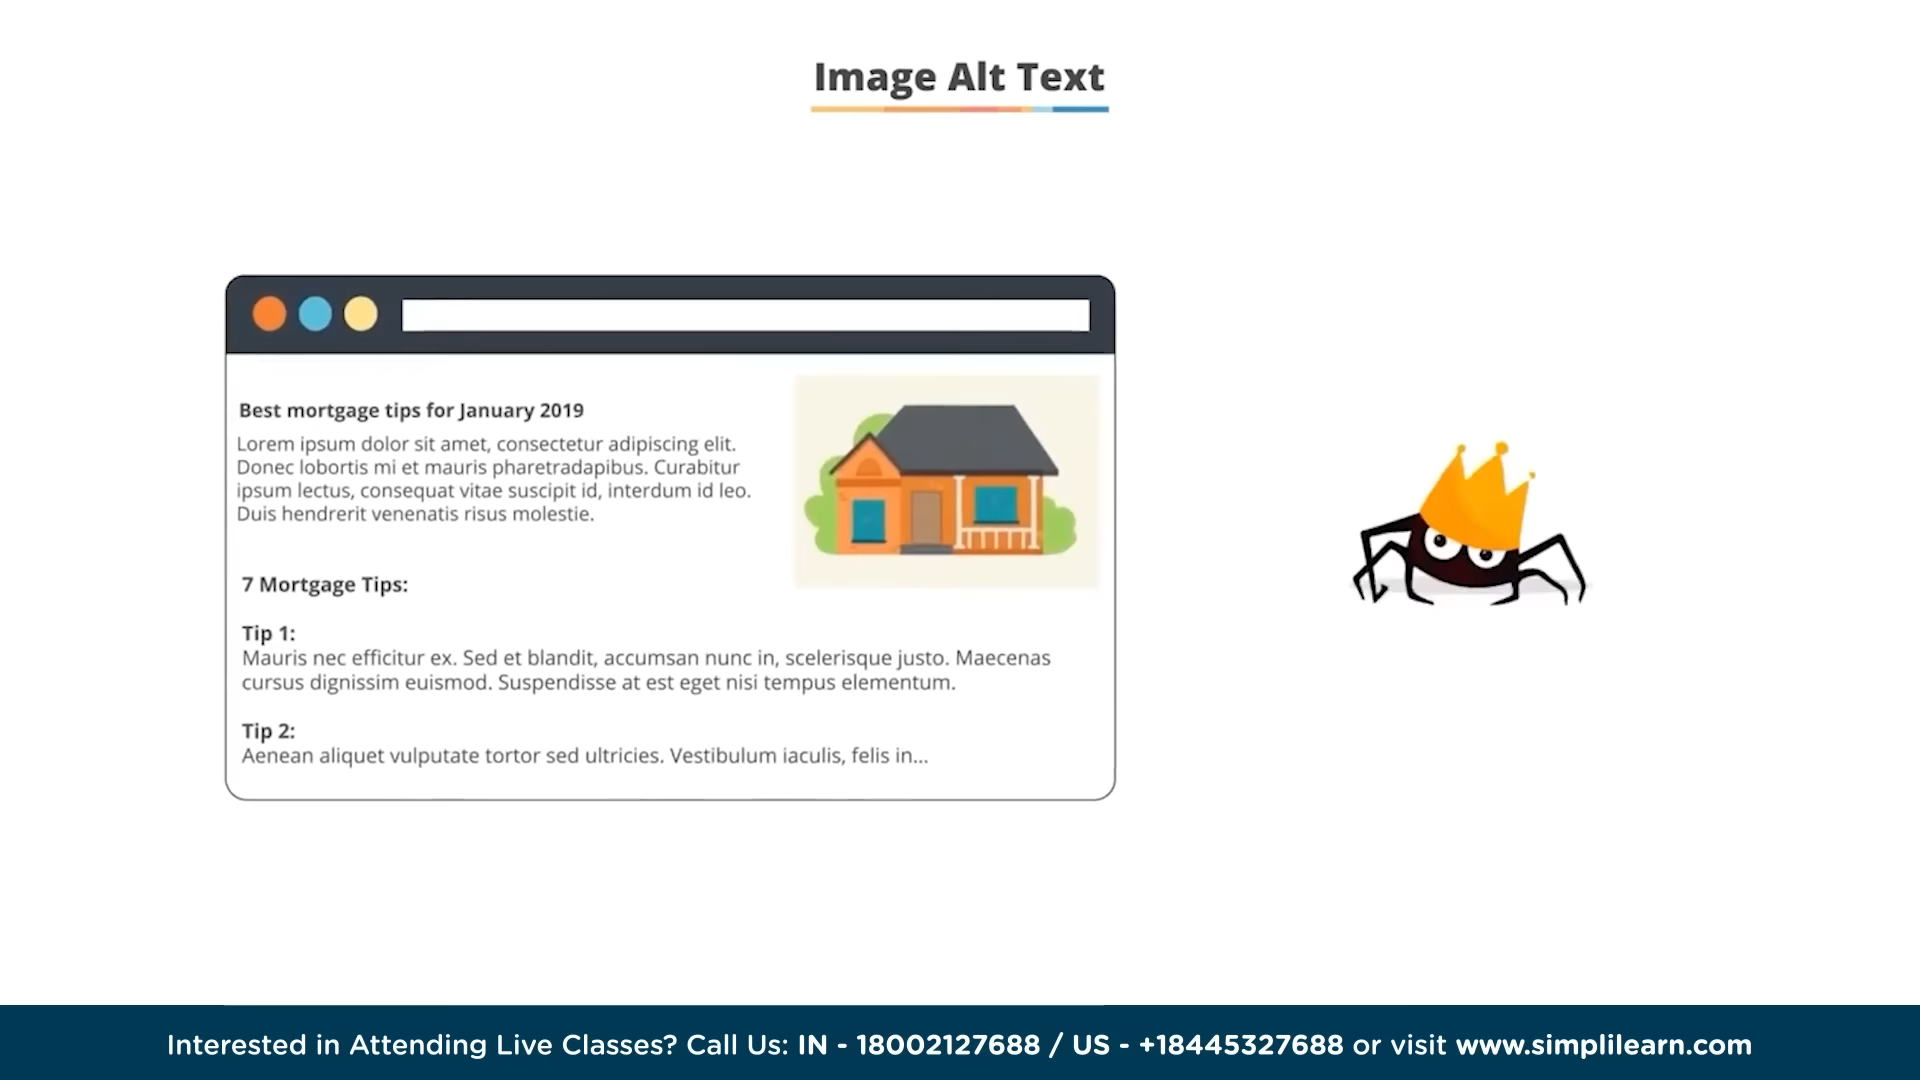 Image Alt Text
Best mortgage tips for January 2019
Lorem ipsum dolor sit amet, consectetur adipiscing elit.
Donec lobortis mi et mauris pharetradapibus. Curabitur
ipsum lectus, consequat vitae suscipit id, interdum id leo.
Duis hendrerit venenatis risus molestie.
7 Mortgage Tips:
Tip 1:
Mauris nec efficitur ex. Sed et blandit, accumsan nunc in, scelerisque justo. Maecenas
cursus dignissim euismod. Suspendisse at est eget nisi tempus elementum.
Tip 2:
Aenean aliquet vulputate tortor sed ultricies. Vestibulum iaculis, felis in...
Interested in Attending Live Classes? Call Us: IN - 18002127688 / US - +18445327688 or visit www.simplilearn.com